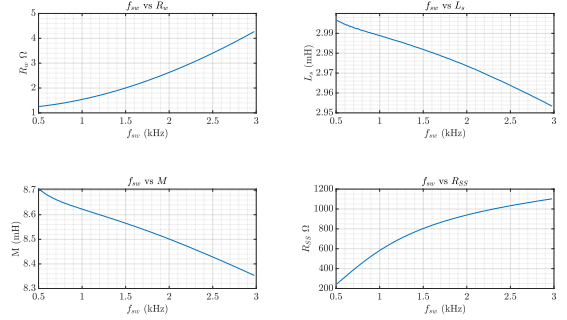 f_sw vs R_w
R_w Ω
5
4
3
2
1
0.5 1 1.5 2 2.5 3
f_sw (kHz)
f_sw vs L_s
L_s (mH)
2.99
2.98
2.97
2.96
2.95
0.5 1 1.5 2 2.5 3
f_sw (kHz)
f_sw vs M
M (mH)
8.7
8.6
8.5
8.4
8.3
0.5 1 1.5 2 2.5 3
f_sw (kHz)
f_sw vs R_SS
R_SS Ω
1200
1000
800
600
400
200
0.5 1 1.5 2 2.5 3
f_sw (kHz)